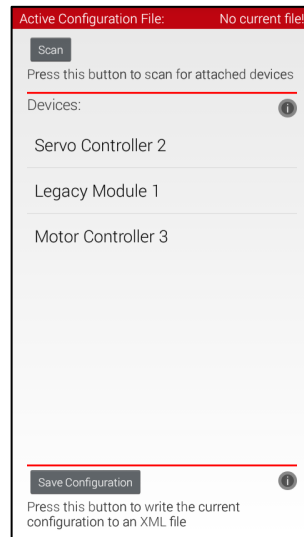 Active Configuration File: No current file!
Scan
Press this button to scan for attached devices
Devices:
Servo Controller 2
Legacy Module 1
Motor Controller 3
Save Configuration
Press this button to write the current
configuration to an XML file